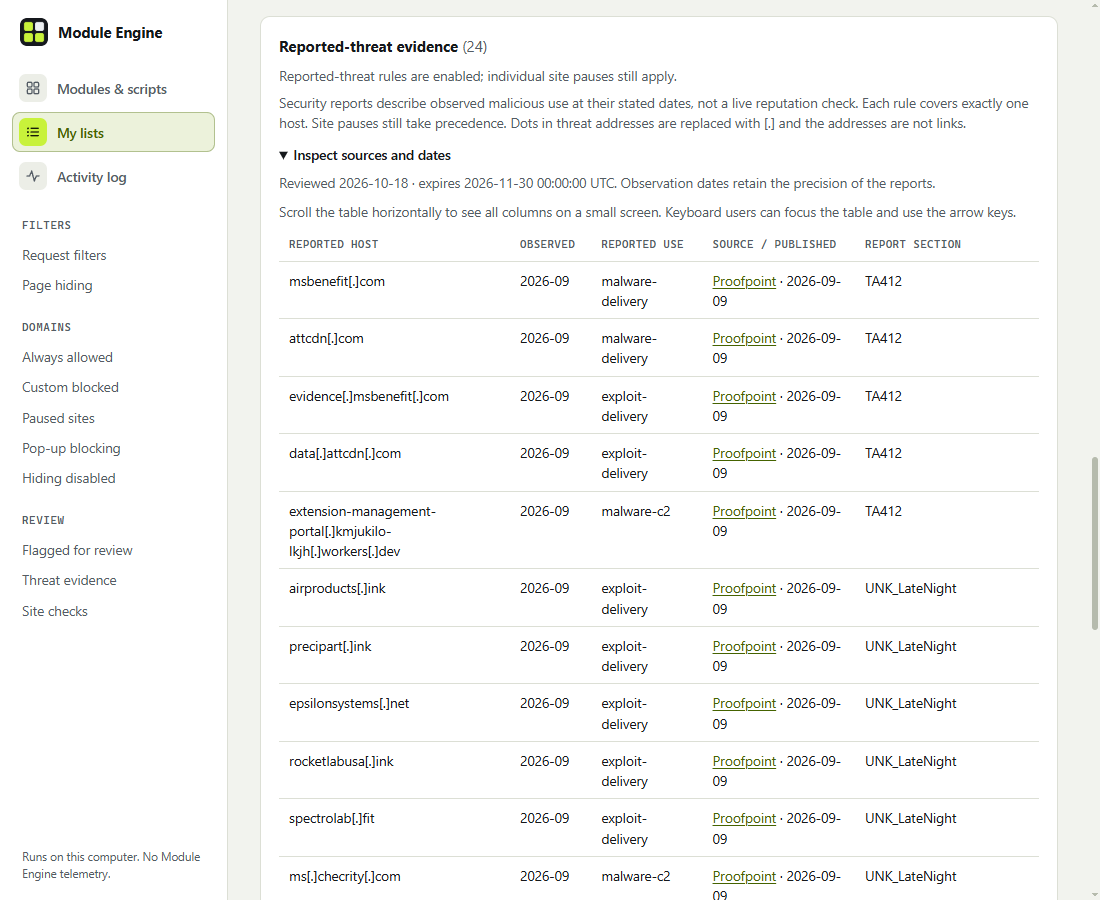 Module Engine
Modules & scripts
My lists
Activity log
FILTERS
Request filters
Page hiding
DOMAINS
Always allowed
Custom blocked
Paused sites
Pop-up blocking
Hiding disabled
REVIEW
Flagged for review
Threat evidence
Site checks
Runs on this computer. No Module
Engine telemetry.
Reported-threat evidence (24)
Reported-threat rules are enabled; individual site pauses still apply.
Security reports describe observed malicious use at their stated dates, not a live reputation check. Each rule covers exactly one
host. Site pauses still take precedence. Dots in threat addresses are replaced with [.] and the addresses are not links.
▼ Inspect sources and dates
Reviewed 2026-10-18 · expires 2026-11-30 00:00:00 UTC. Observation dates retain the precision of the reports.
Scroll the table horizontally to see all columns on a small screen. Keyboard users can focus the table and use the arrow keys.
REPORTED HOST OBSERVED REPORTED USE SOURCE / PUBLISHED REPORT SECTION
msbenefit[.]com 2026-09 malware- Proofpoint · 2026-09- TA412
delivery 09
attcdn[.]com 2026-09 malware- Proofpoint · 2026-09- TA412
delivery 09
evidence[.]msbenefit[.]com 2026-09 exploit- Proofpoint · 2026-09- TA412
delivery 09
data[.]attcdn[.]com 2026-09 exploit- Proofpoint · 2026-09- TA412
delivery 09
extension-management- 2026-09 malware-c2 Proofpoint · 2026-09- TA412
portal[.]kmjukilo- 09
lkjh[.]workers[.]dev
airproducts[.]ink 2026-09 exploit- Proofpoint · 2026-09- UNK_LateNight
delivery 09
precipart[.]ink 2026-09 exploit- Proofpoint · 2026-09- UNK_LateNight
delivery 09
epsilonsystems[.]net 2026-09 exploit- Proofpoint · 2026-09- UNK_LateNight
delivery 09
rocketlabusa[.]ink 2026-09 exploit- Proofpoint · 2026-09- UNK_LateNight
delivery 09
spectrolab[.]fit 2026-09 exploit- Proofpoint · 2026-09- UNK_LateNight
delivery 09
ms[.]checrity[.]com 2026-09 malware-c2 Proofpoint · 2026-09- UNK_LateNight
09